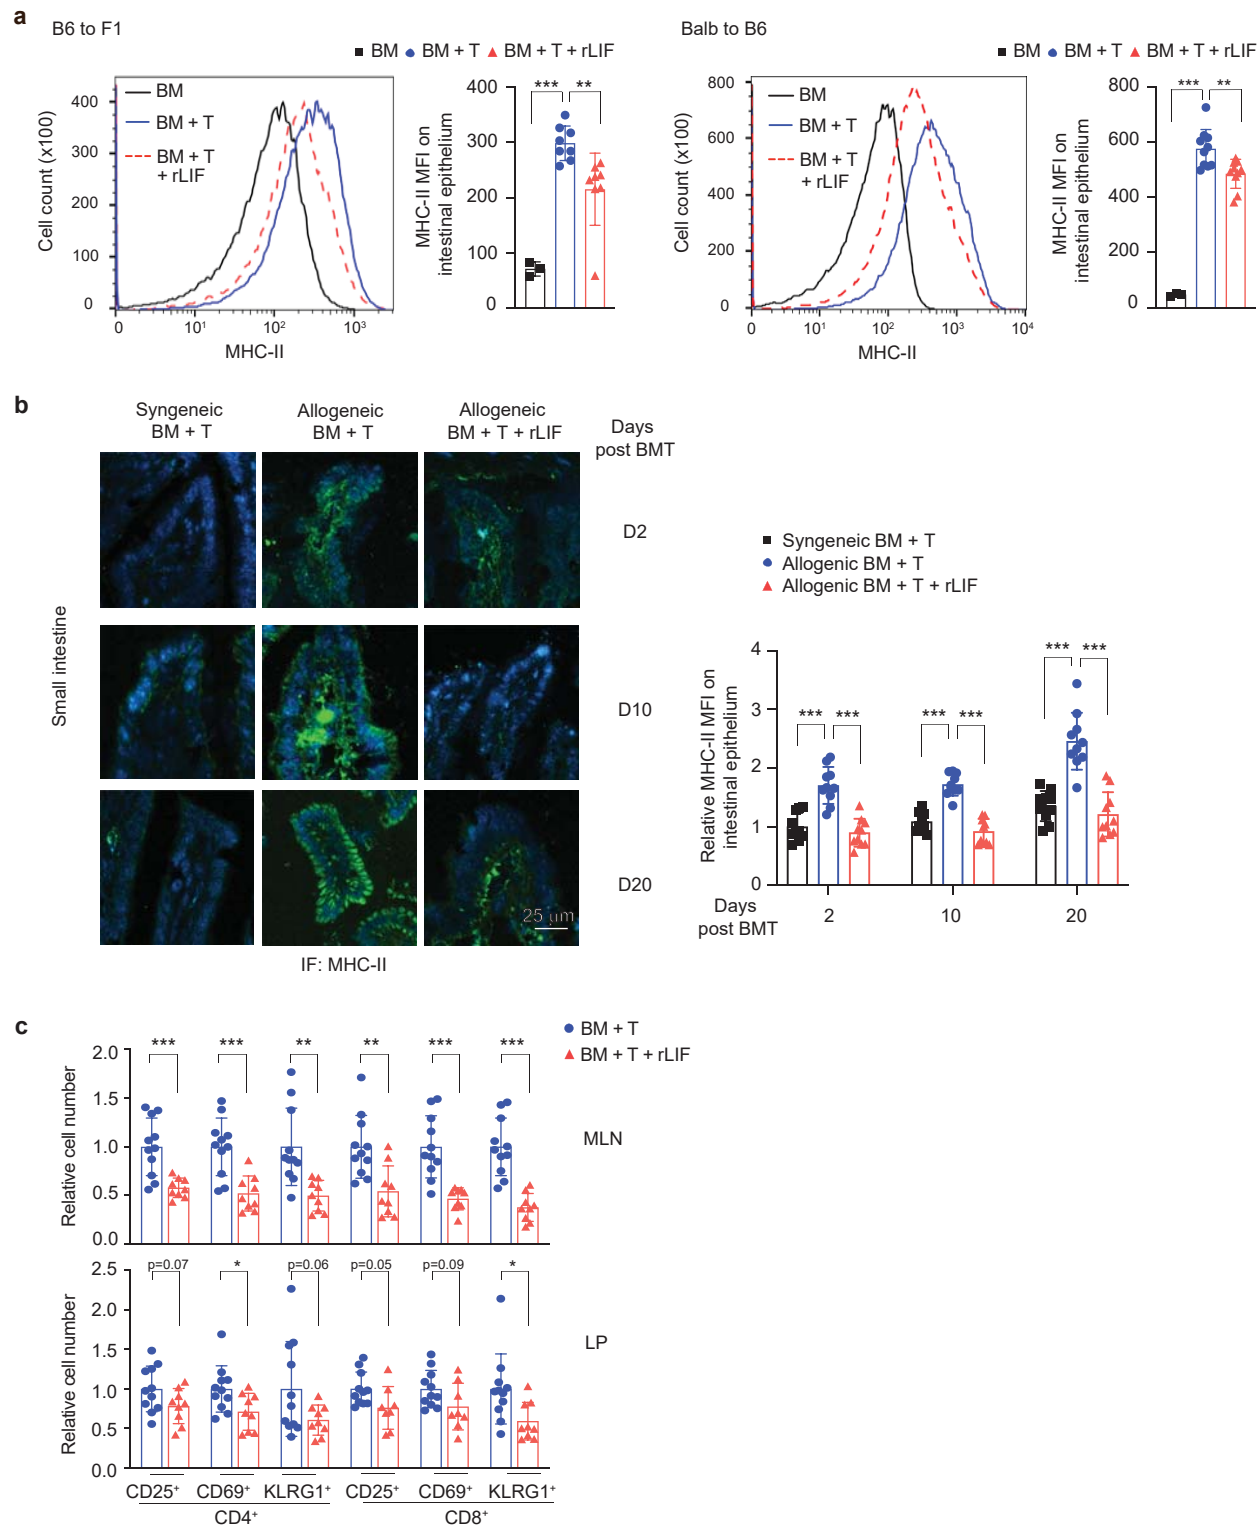 a
B6 to F1
BM BM + T BM + T + rLIF
400
300
200
100
0
Cell count (x100)
BM
BM + T
BM + T
+ rLIF
0 10¹ 10² 10³
MHC-II
400
300
200
100
0
MHC-II MFI on
intestinal epithelium
*** **
Balb to B6
BM BM + T BM + T + rLIF
800
600
400
200
0
Cell count (x100)
BM
BM + T
BM + T
+ rLIF
0 10¹ 10² 10³ 10⁴
MHC-II
800
600
400
200
0
MHC-II MFI on
intestinal epithelium
*** **
b
Syngeneic
BM + T
Allogeneic
BM + T
Allogeneic
BM + T + rLIF
Days
post BMT
Small intestine
D2
D10
D20
25 µm
IF: MHC-II
Syngeneic BM + T
Allogenic BM + T
Allogenic BM + T + rLIF
4
3
2
1
0
Relative MHC-II MFI on
intestinal epithelium
*** *** *** *** *** ***
Days
post BMT
2 10 20
c
BM + T
BM + T + rLIF
2.0
1.5
1.0
0.5
0.0
Relative cell number
*** *** ** ** *** ***
MLN
2.5
2.0
1.5
1.0
0.5
0.0
Relative cell number
p=0.07 * p=0.06 p=0.05 p=0.09 *
LP
CD25⁺ CD69⁺ KLRG1⁺ CD25⁺ CD69⁺ KLRG1⁺
CD4⁺ CD8⁺